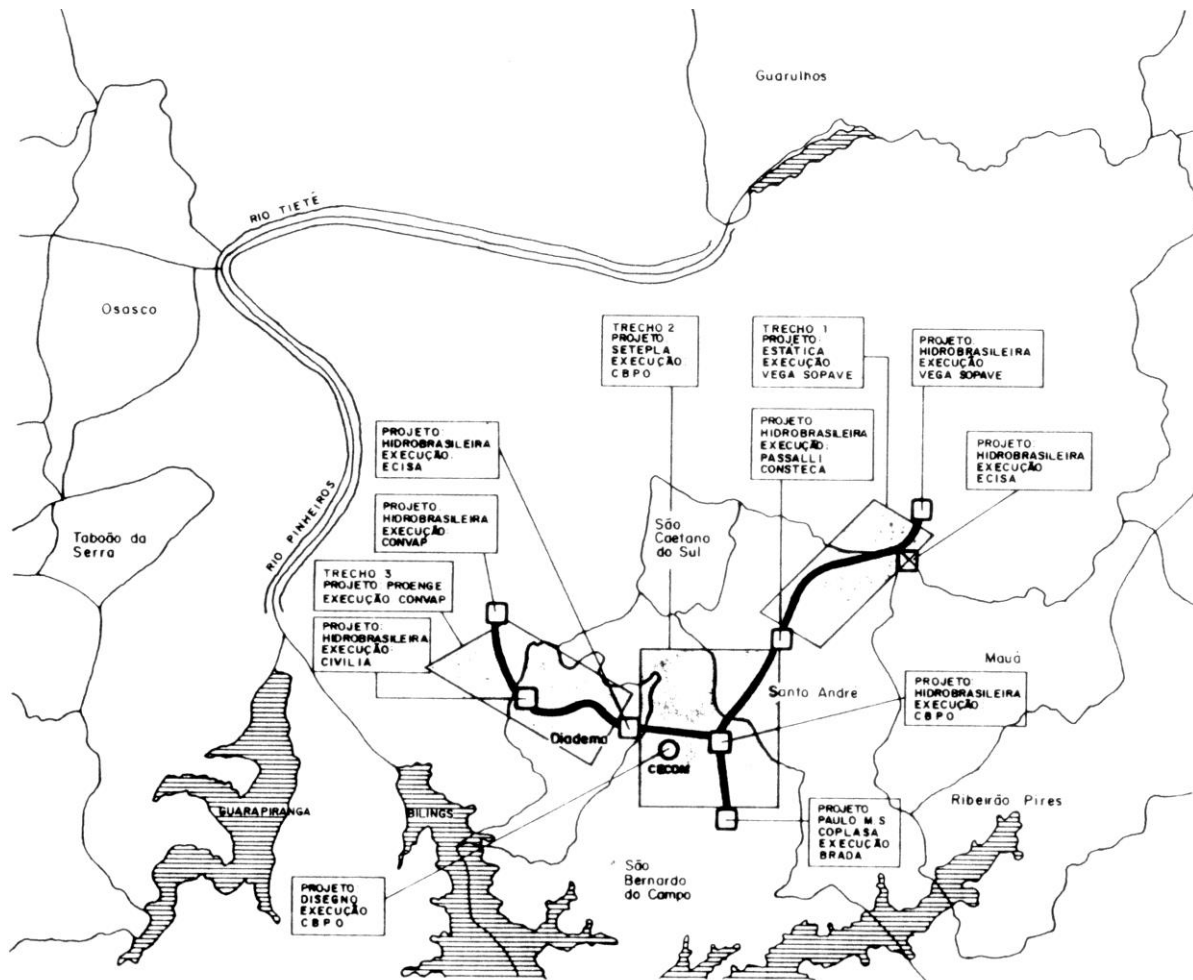 Guarulhos
RIO TIETÉ
Osasco
TRECHO 2
PROJETO
SETEPLA
EXECUÇÃO
CBPO
TRECHO 1
PROJETO:
ESTÁTICA
EXECUÇÃO
VEGA SOPAVE
PROJETO:
HIDROBRASILEIRA
EXECUÇÃO
VEGA SOPAVE
PROJETO:
HIDROBRASILEIRA
EXECUÇÃO:
ECISA
PROJETO
HIDROBRASILEIRA
EXECUÇÃO:
PASSALLI
CONSTECA
PROJETO:
HIDROBRASILEIRA
EXECUÇÃO
ECISA
PROJETO:
HIDROBRASILEIRA
EXECUÇÃO
CONVAP
São
Caetano
do Sul
Taboão da
Serra
RIO PINHEIROS
TRECHO 3
PROJETO: PROENGE
EXECUÇÃO CONVAP
PROJETO:
HIDROBRASILEIRA
EXECUÇÃO:
CIVILIA
Mauá
Santo André
PROJETO:
HIDROBRASILEIRA
EXECUÇÃO
CBPO
Diadema
CECOM
GUARAPIRANGA
BILINGS
Ribeirão Pires
PROJETO
PAULO M.S
COPLASA
EXECUÇÃO
BRADA
São
Bernardo
do Campo
PROJETO
DISEGNO
EXECUÇÃO
CBPO